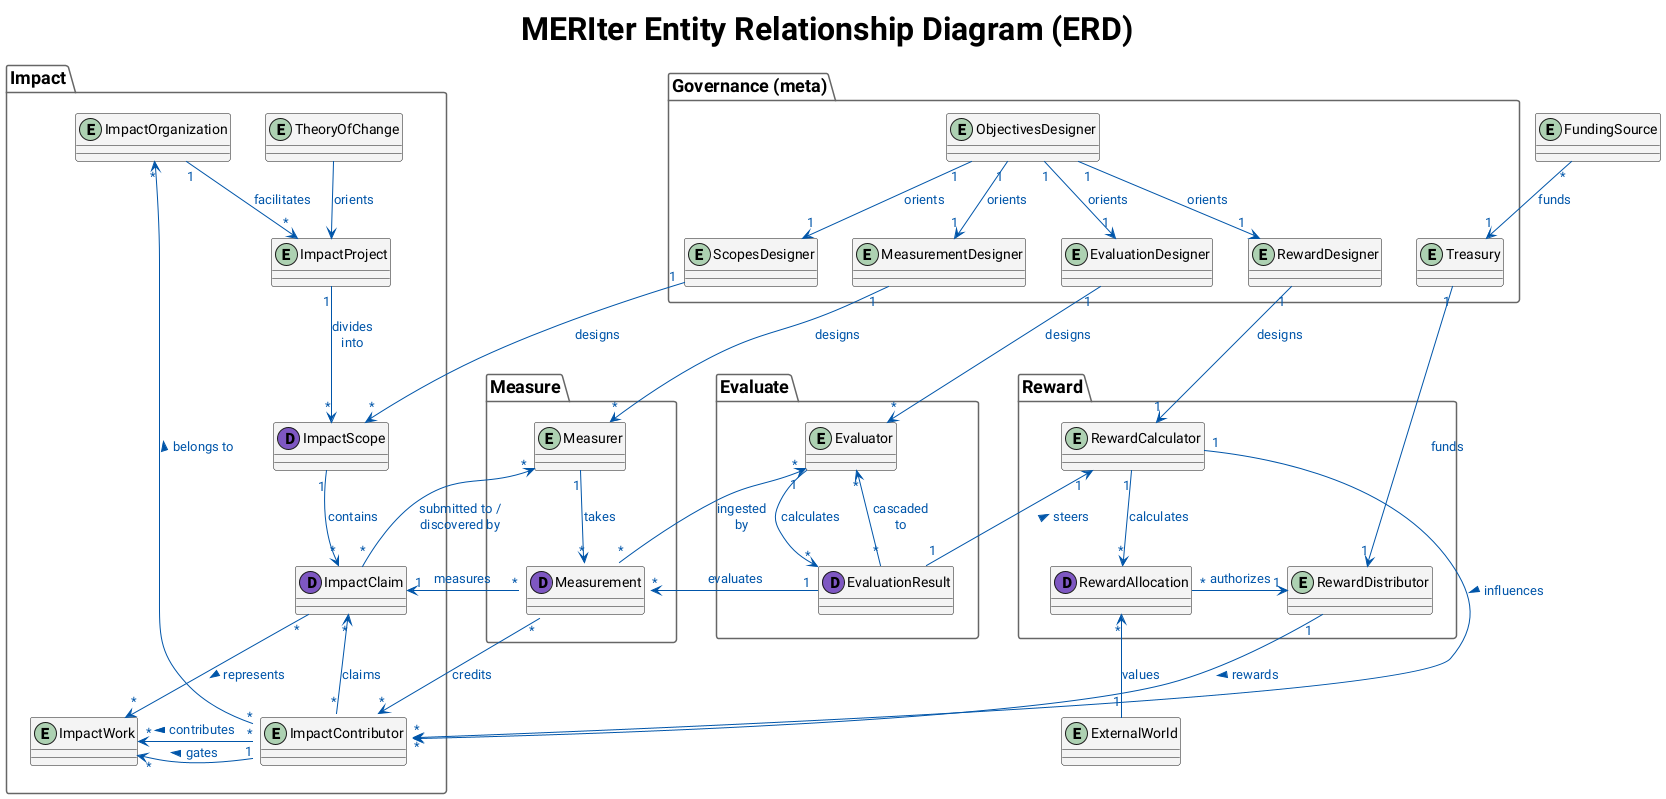 MERIter Entity Relationship Diagram (ERD)
Impact
Governance (meta)
E ImpactOrganization
E TheoryOfChange
E ObjectivesDesigner
E FundingSource
* 1 1 1 1 1 *
facilitates
orients
orients
orients
orients
orients
funds
* 1 1 1 1 1
E ImpactProject
E ScopesDesigner
E MeasurementDesigner
E EvaluationDesigner
E RewardDesigner
E Treasury
1 1 1 1 1 1
divides
into
designs
designs
designs
designs
Measure
Evaluate
Reward
* * * * 1
D ImpactScope
E Measurer
E Evaluator
E RewardCalculator
belongs to
funds
1 * 1 * 1 * 1 1 1
contains
submitted to /
discovered by
takes
ingested
by
calculates
cascaded
to
steers
calculates
* * * * * * 1 * 1
D ImpactClaim
D Measurement
D EvaluationResult
D RewardAllocation
E RewardDistributor
1 measures *
* evaluates 1
* authorizes 1
influences
* * * * 1
represents
claims
credits
values
rewards
* * * * 1 *
E ImpactWork
E ImpactContributor
E ExternalWorld
* contributes *
gates 1
* *